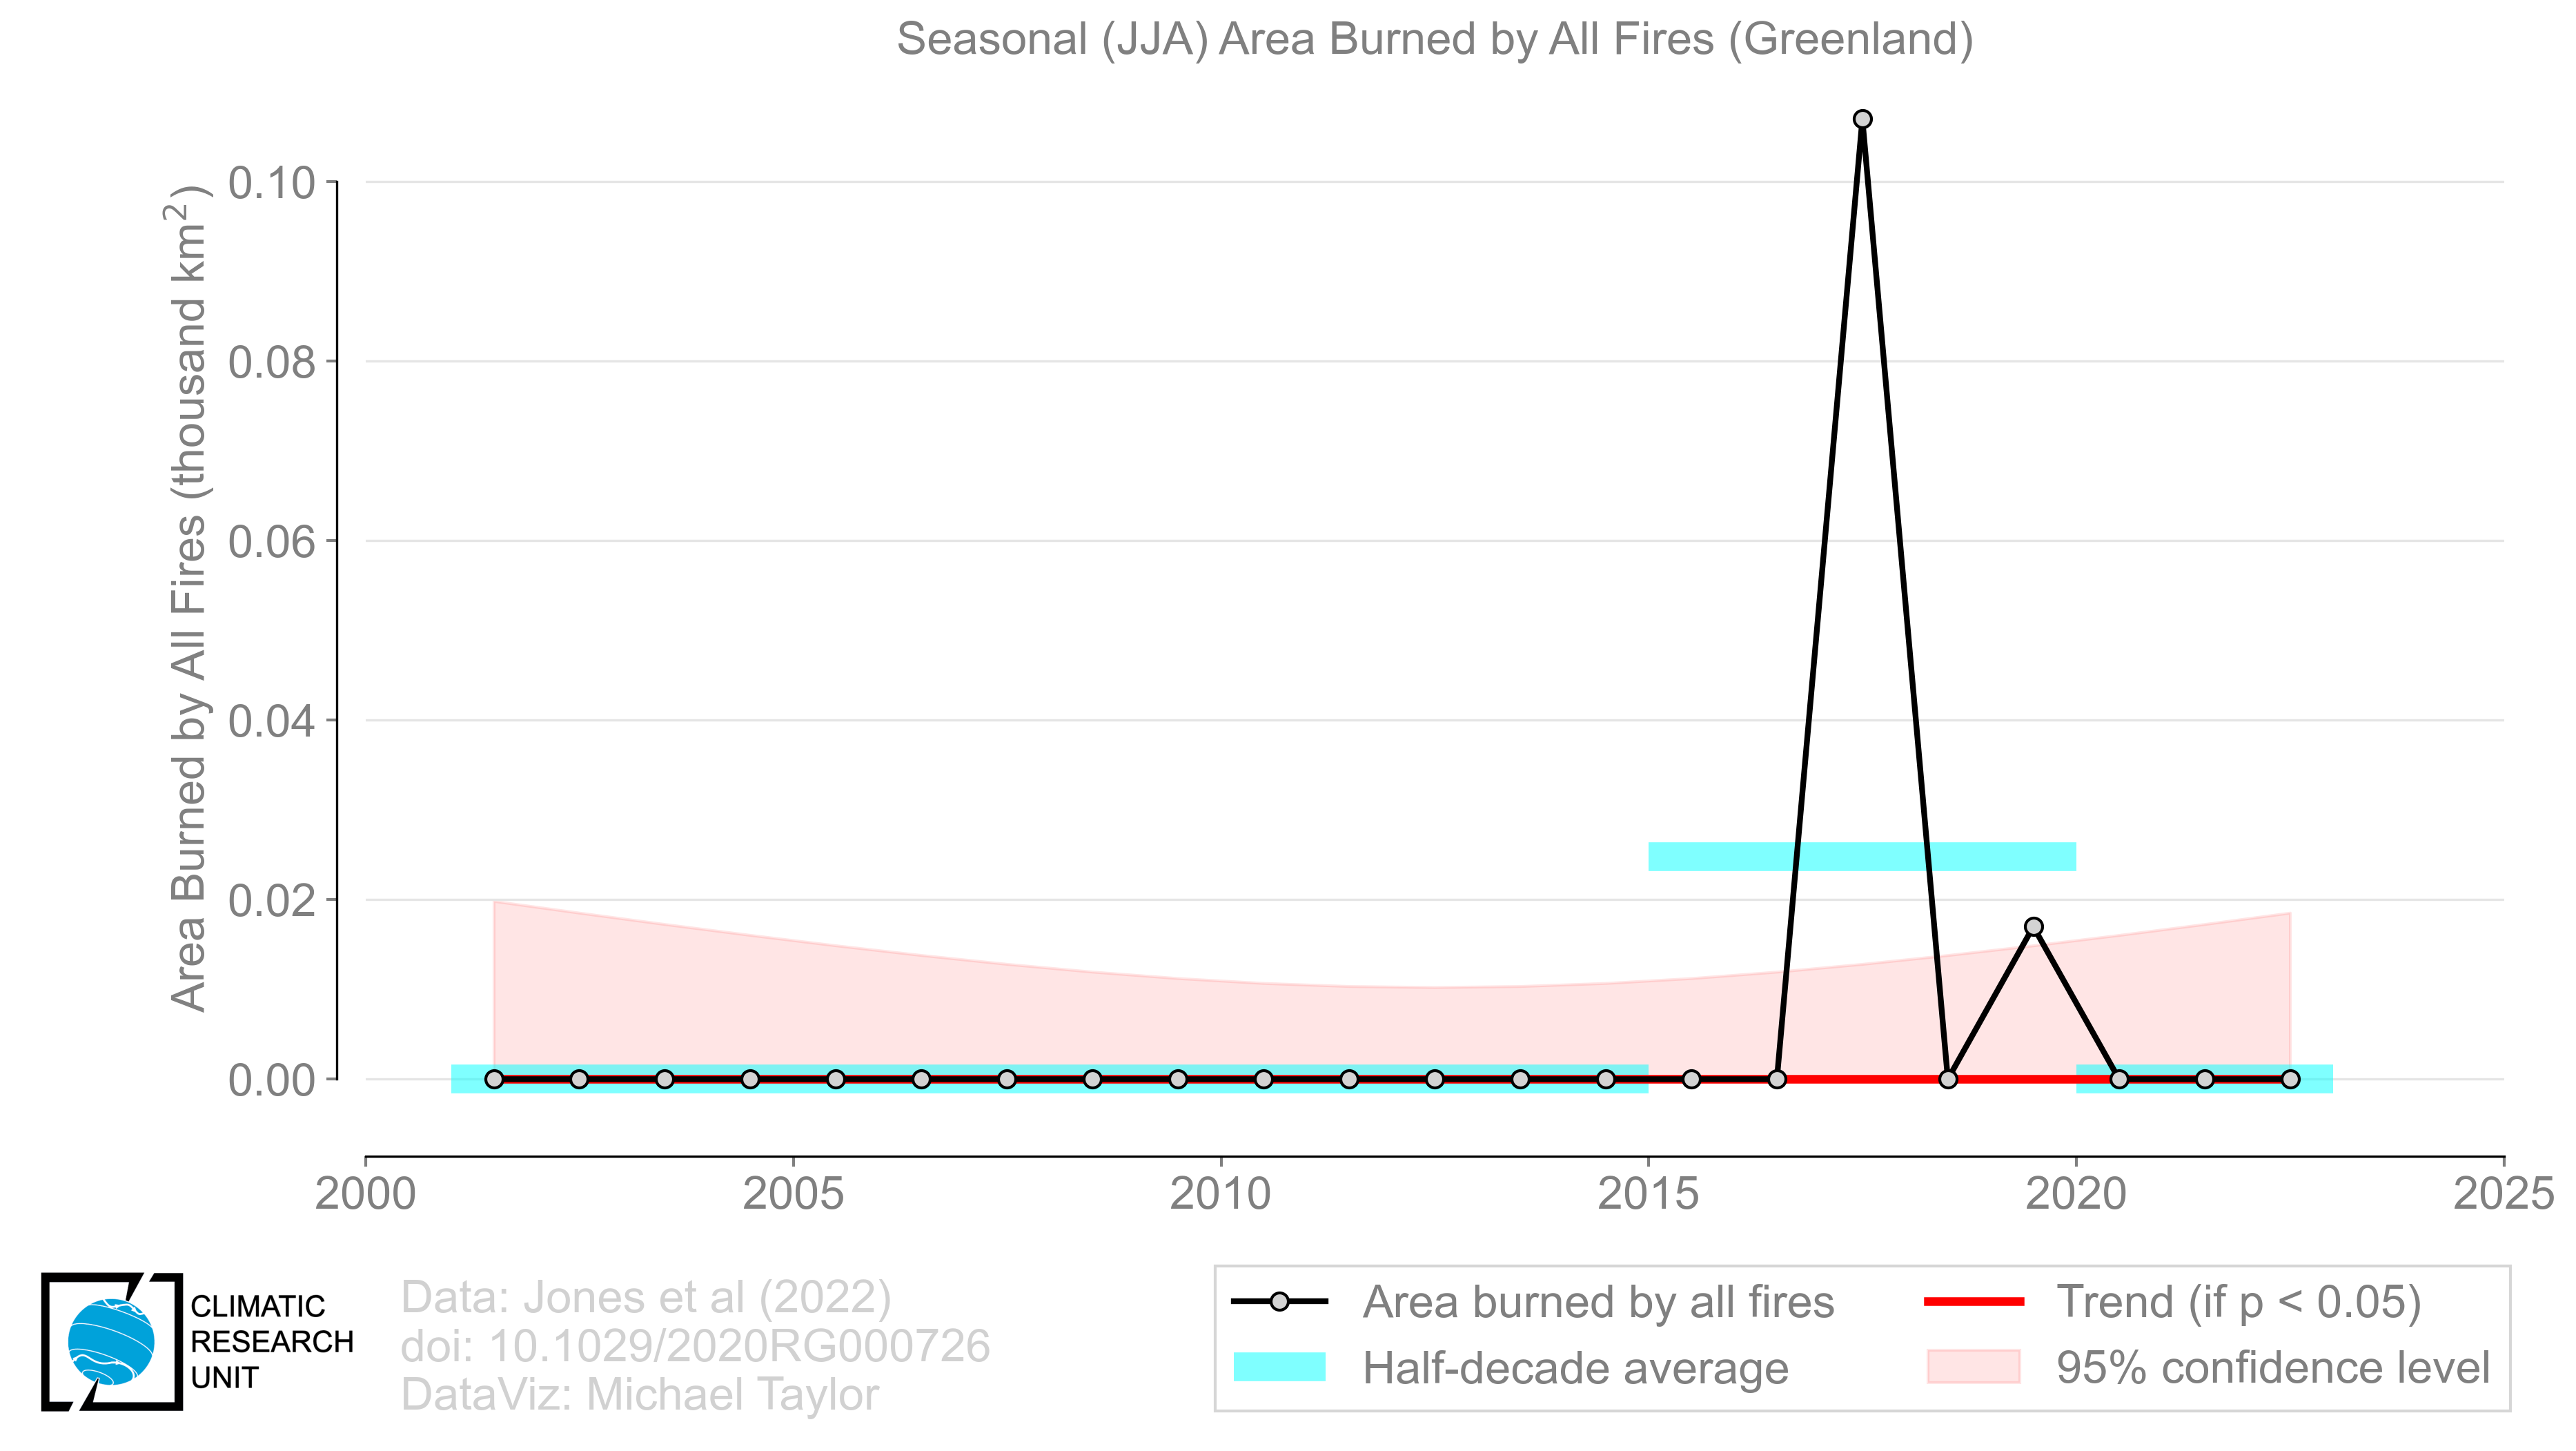 Seasonal (JJA) Area Burned by All Fires (Greenland)
Area Burned by All Fires (thousand km²)
0.10
0.08
0.06
0.04
0.02
0.00
2000 2005 2010 2015 2020 2025
CLIMATIC
RESEARCH
UNIT
Data: Jones et al (2022)
doi: 10.1029/2020RG000726
DataViz: Michael Taylor
Area burned by all fires
Half-decade average
Trend (if p < 0.05)
95% confidence level